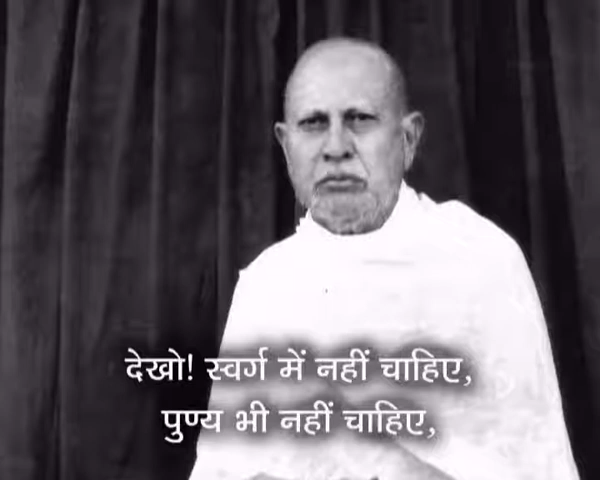 देखो! स्वर्ग में नहीं चाहिए,
पुण्य भी नहीं चाहिए,